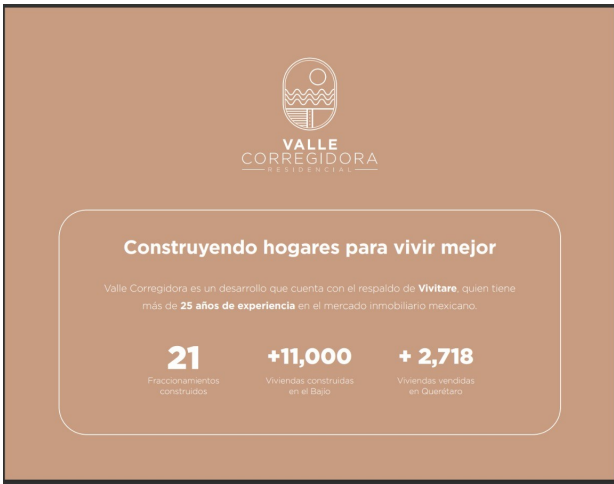 VALLE
CORREGIDORA
RESIDENCIAL
Construyendo hogares para vivir mejor
Valle Corregidora es un desarrollo que cuenta con el respaldo de Vivitare, quien tiene
más de 25 años de experiencia en el mercado inmobiliario mexicano.
21 +11,000 + 2,718
Fraccionamientos Viviendas construidas Viviendas vendidas
construidos en el Bajío en Querétaro